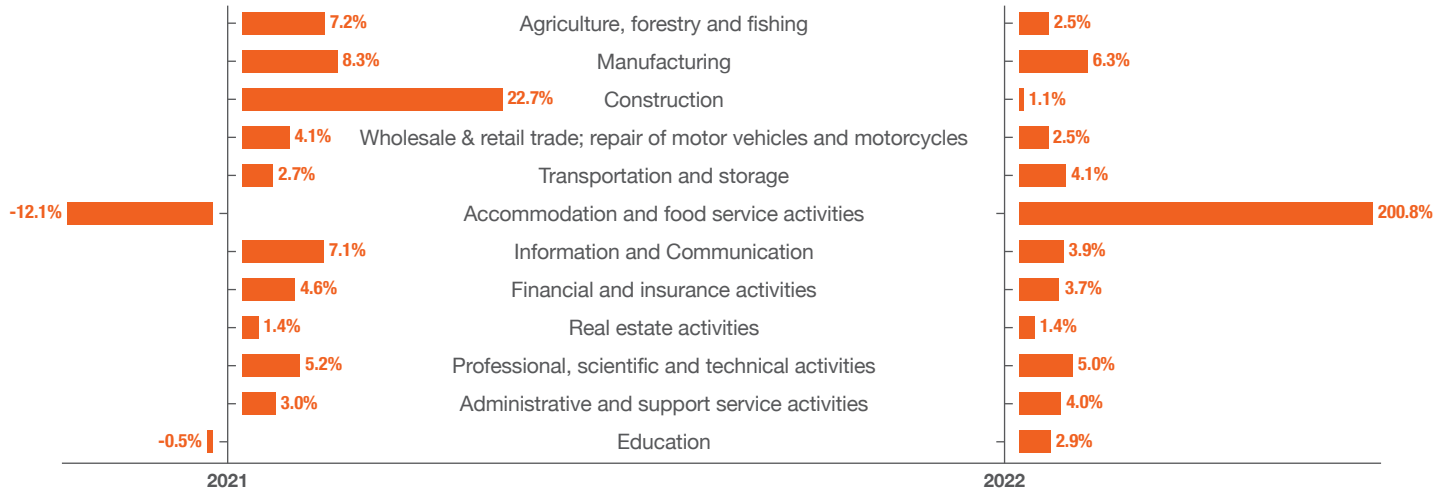 7.2% Agriculture, forestry and fishing 2.5%
8.3% Manufacturing 6.3%
22.7% Construction 1.1%
4.1% Wholesale & retail trade; repair of motor vehicles and motorcycles 2.5%
2.7% Transportation and storage 4.1%
-12.1% Accommodation and food service activities 200.8%
7.1% Information and Communication 3.9%
4.6% Financial and insurance activities 3.7%
1.4% Real estate activities 1.4%
5.2% Professional, scientific and technical activities 5.0%
3.0% Administrative and support service activities 4.0%
-0.5% Education 2.9%
2021 2022